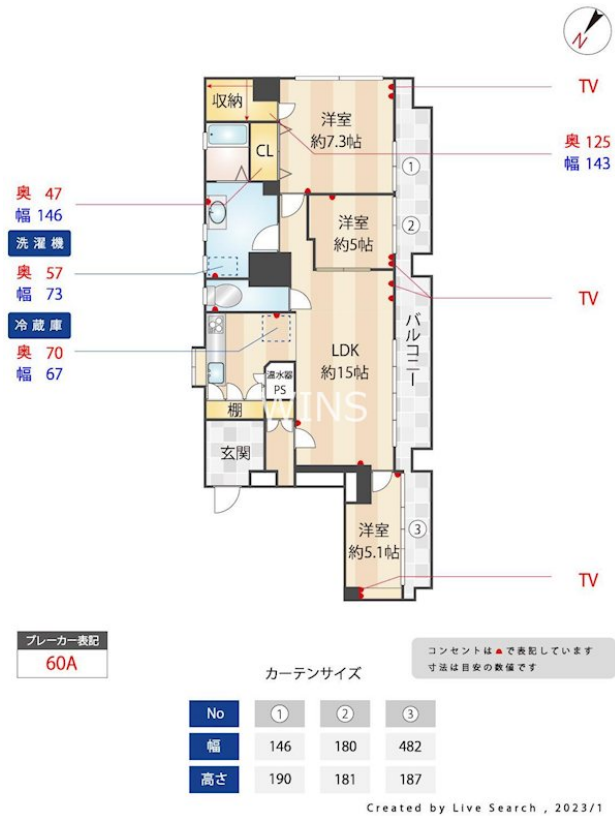 N
収納
洋室
約7.3帖
TV
CL
奥 125
幅 143
①
奥 47
幅 146
洗濯機
奥 57
幅 73
洋室
約5帖
②
TV
冷蔵庫
奥 70
幅 67
バルコニー
LDK
約15帖
温水器
PS
WINS
棚
玄関
洋室
約5.1帖
③
TV
ブレーカー表記
60A
コンセントは で表記しています
寸法は目安の数値です
カーテンサイズ
No ① ② ③
幅 146 180 482
高さ 190 181 187
Created by Live Search , 2023/1